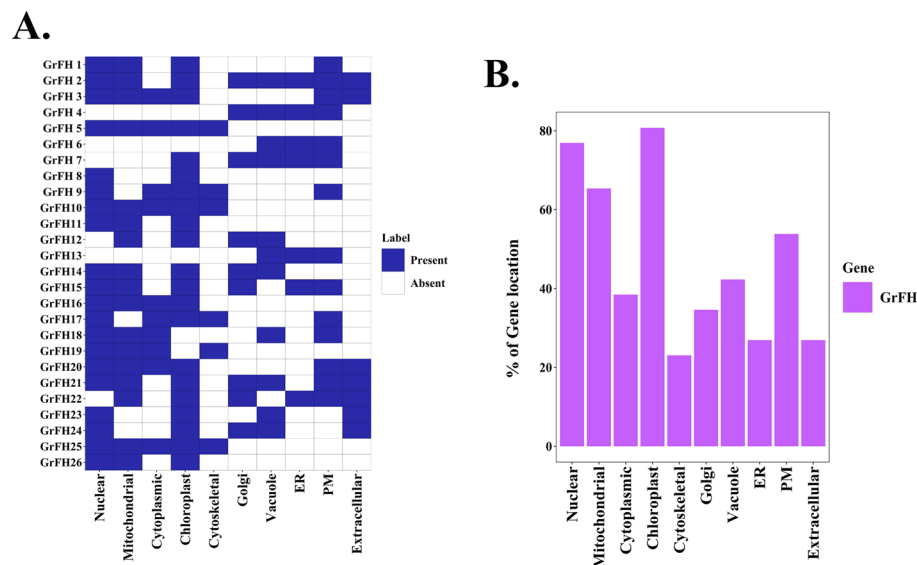 A.
GrFH 1
GrFH 2
GrFH 3
GrFH 4
GrFH 5
GrFH 6
GrFH 7
GrFH 8
GrFH 9
GrFH10
GrFH11
GrFH12
GrFH13
GrFH14
GrFH15
GrFH16
GrFH17
GrFH18
GrFH19
GrFH20
GrFH21
GrFH22
GrFH23
GrFH24
GrFH25
GrFH26
Nuclear
Mitochondrial
Cytoplasmic
Chloroplast
Cytoskeletal
Golgi
Vacuole
ER
PM
Extracellular
Label
Present
Absent
B.
% of Gene location
80
60
40
20
0
Nuclear
Mitochondrial
Cytoplasmic
Chloroplast
Cytoskeletal
Golgi
Vacuole
ER
PM
Extracellular
Gene
GrFH